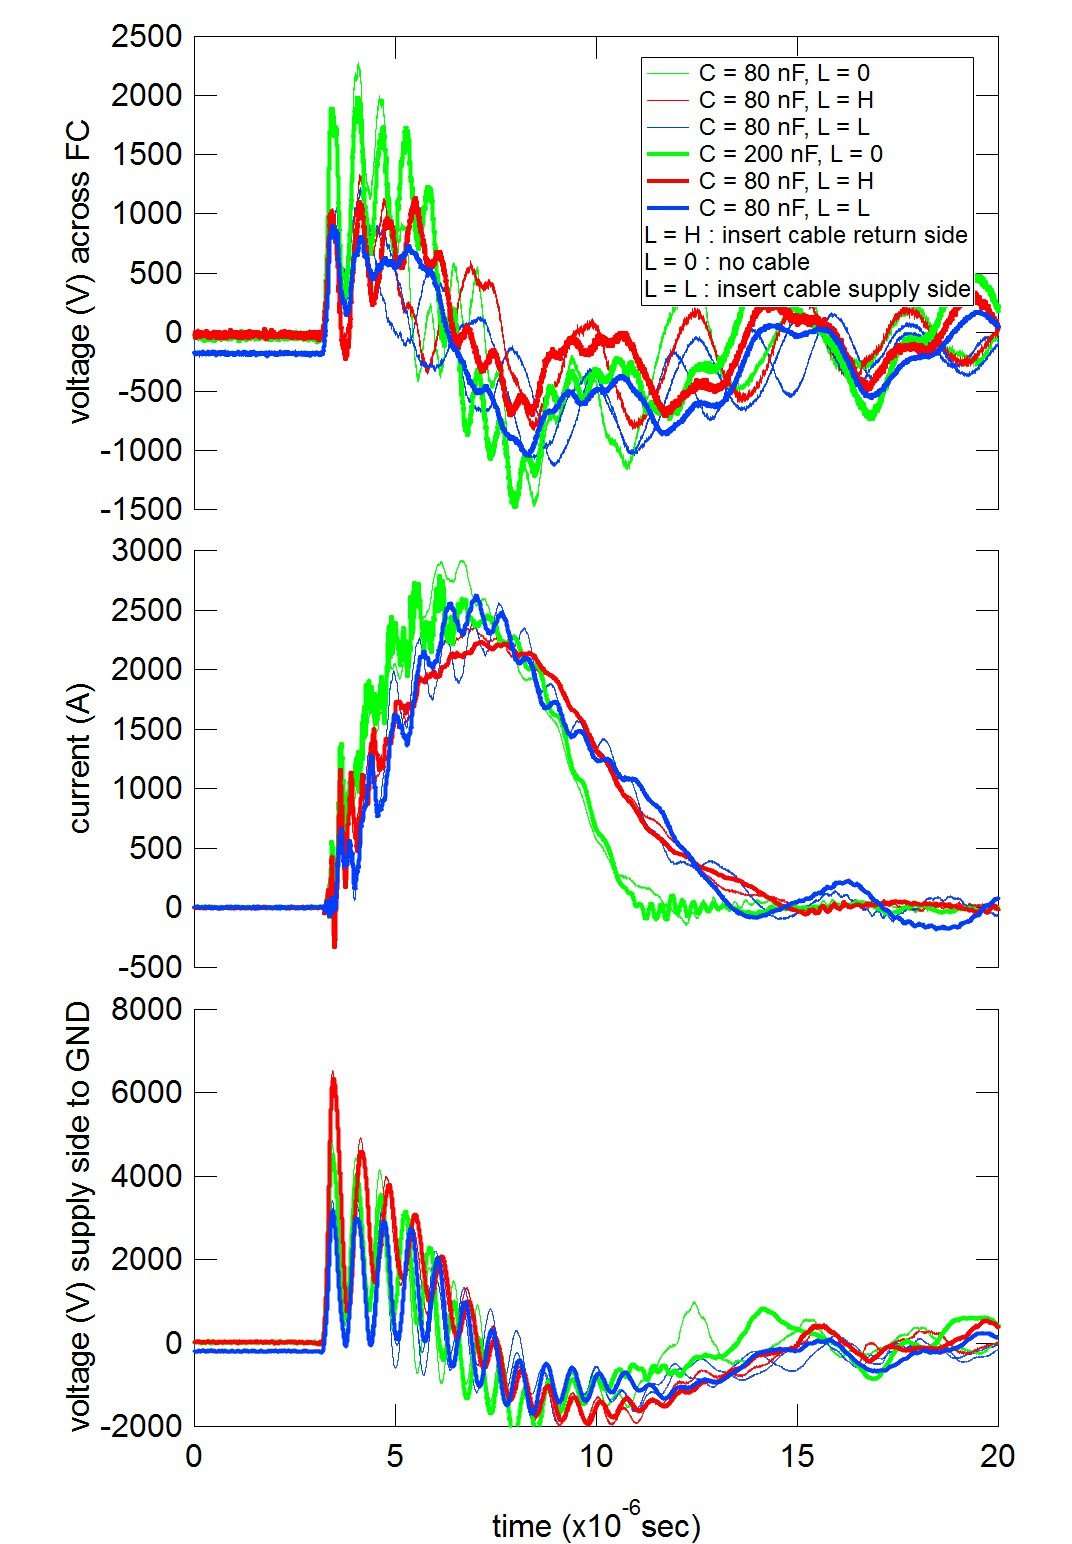 2500
2000
1500
1000
500
0
-500
-1000
-1500
voltage (V) across FC
C = 80 nF, L = 0
C = 80 nF, L = H
C = 80 nF, L = L
C = 200 nF, L = 0
C = 80 nF, L = H
C = 80 nF, L = L
L = H : insert cable return side
L = 0 : no cable
L = L : insert cable supply side
3000
2500
2000
1500
1000
500
0
-500
current (A)
8000
6000
4000
2000
0
-2000
voltage (V) supply side to GND
0 5 10 15 20
time (x10-6sec)